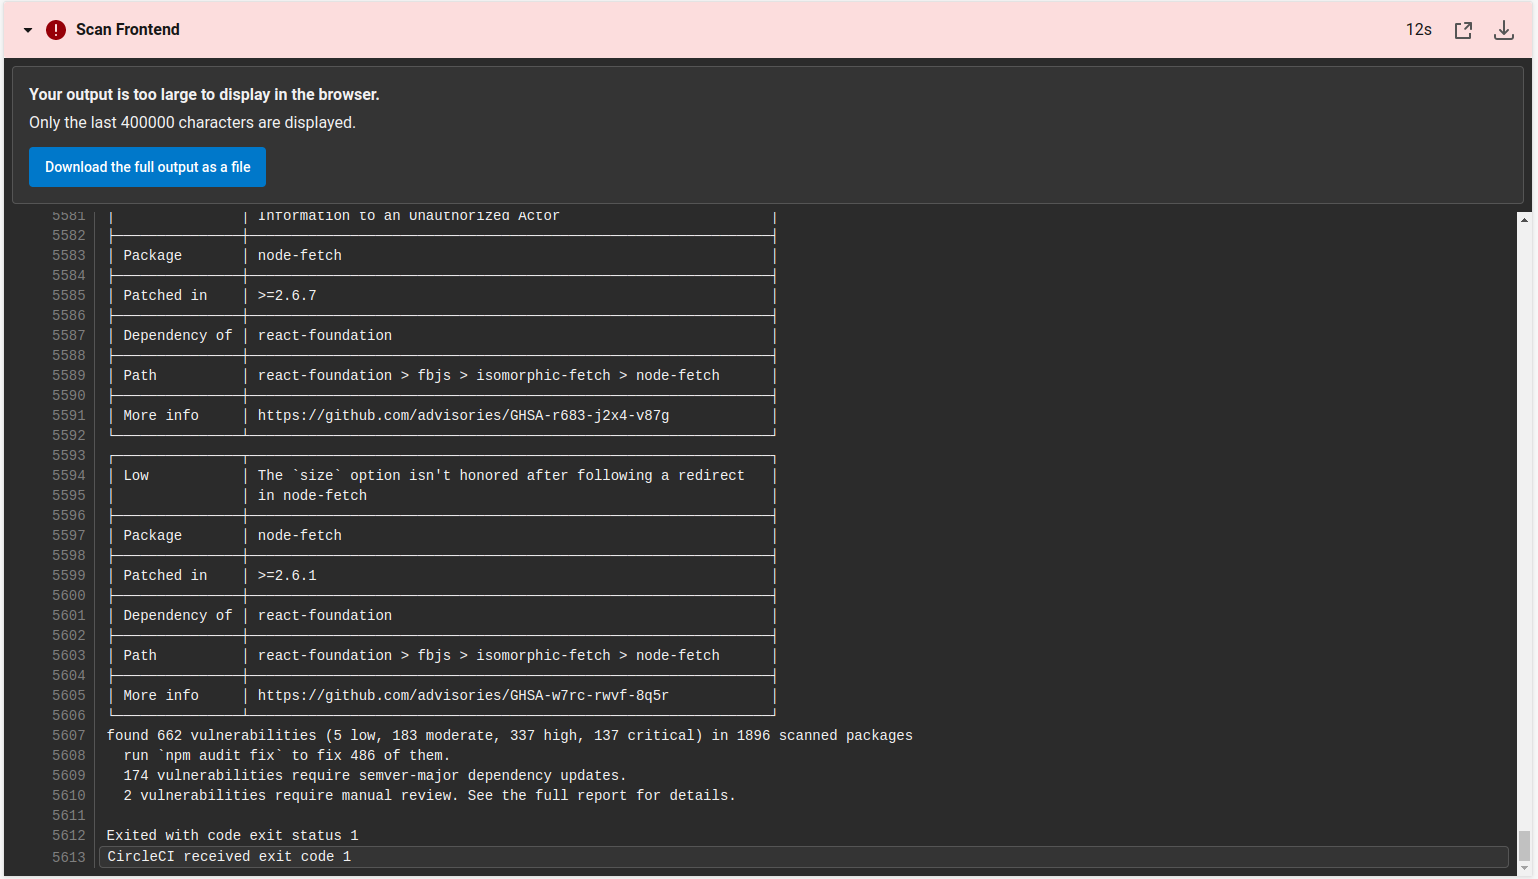 Scan Frontend
12s
Your output is too large to display in the browser.
Only the last 400000 characters are displayed.
Download the full output as a file
5581 Information to an Unauthorized Actor
5582
5583 Package node-fetch
5584
5585 Patched in >=2.6.7
5586
5587 Dependency of react-foundation
5588
5589 Path react-foundation > fbjs > isomorphic-fetch > node-fetch
5590
5591 More info https://github.com/advisories/GHSA-r683-j2x4-v87g
5592
5593
5594 Low The `size` option isn't honored after following a redirect
5595 in node-fetch
5596
5597 Package node-fetch
5598
5599 Patched in >=2.6.1
5600
5601 Dependency of react-foundation
5602
5603 Path react-foundation > fbjs > isomorphic-fetch > node-fetch
5604
5605 More info https://github.com/advisories/GHSA-w7rc-rwvf-8q5r
5606
5607 found 662 vulnerabilities (5 low, 183 moderate, 337 high, 137 critical) in 1896 scanned packages
5608 run `npm audit fix` to fix 486 of them.
5609 174 vulnerabilities require semver-major dependency updates.
5610 2 vulnerabilities require manual review. See the full report for details.
5611
5612 Exited with code exit status 1
5613 CircleCI received exit code 1